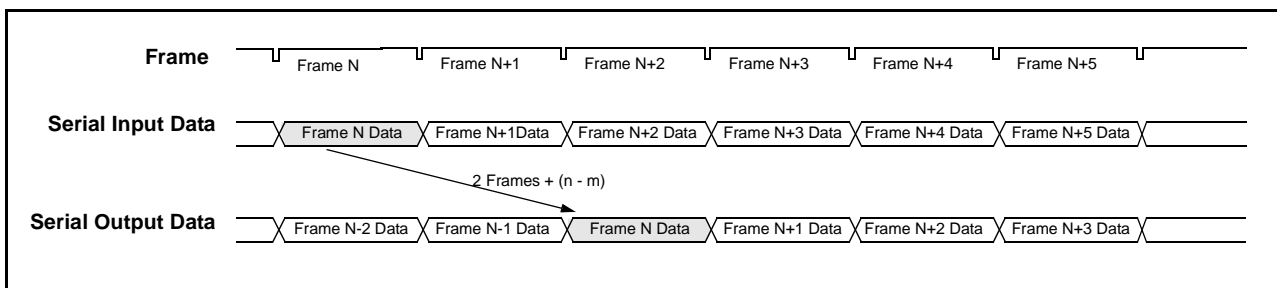 Frame
Frame N Frame N+1 Frame N+2 Frame N+3 Frame N+4 Frame N+5
Serial Input Data
Frame N Data Frame N+1Data Frame N+2 Data Frame N+3 Data Frame N+4 Data Frame N+5 Data
2 Frames + (n - m)
Serial Output Data
Frame N-2 Data Frame N-1 Data Frame N Data Frame N+1 Data Frame N+2 Data Frame N+3 Data